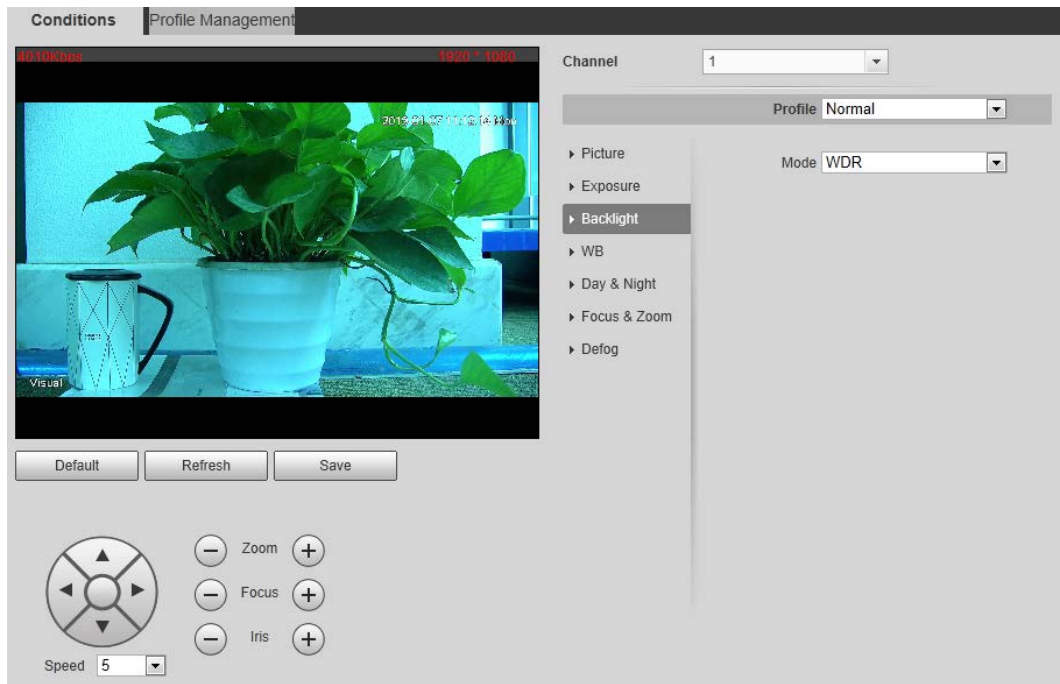 Conditions Profile Management
4010Kbps 1920 * 1080
Channel 1
Profile Normal
Picture
Mode WDR
Exposure
Backlight
WB
Day & Night
Focus & Zoom
Defog
Visual
Default Refresh Save
Zoom
Focus
Iris
Speed 5